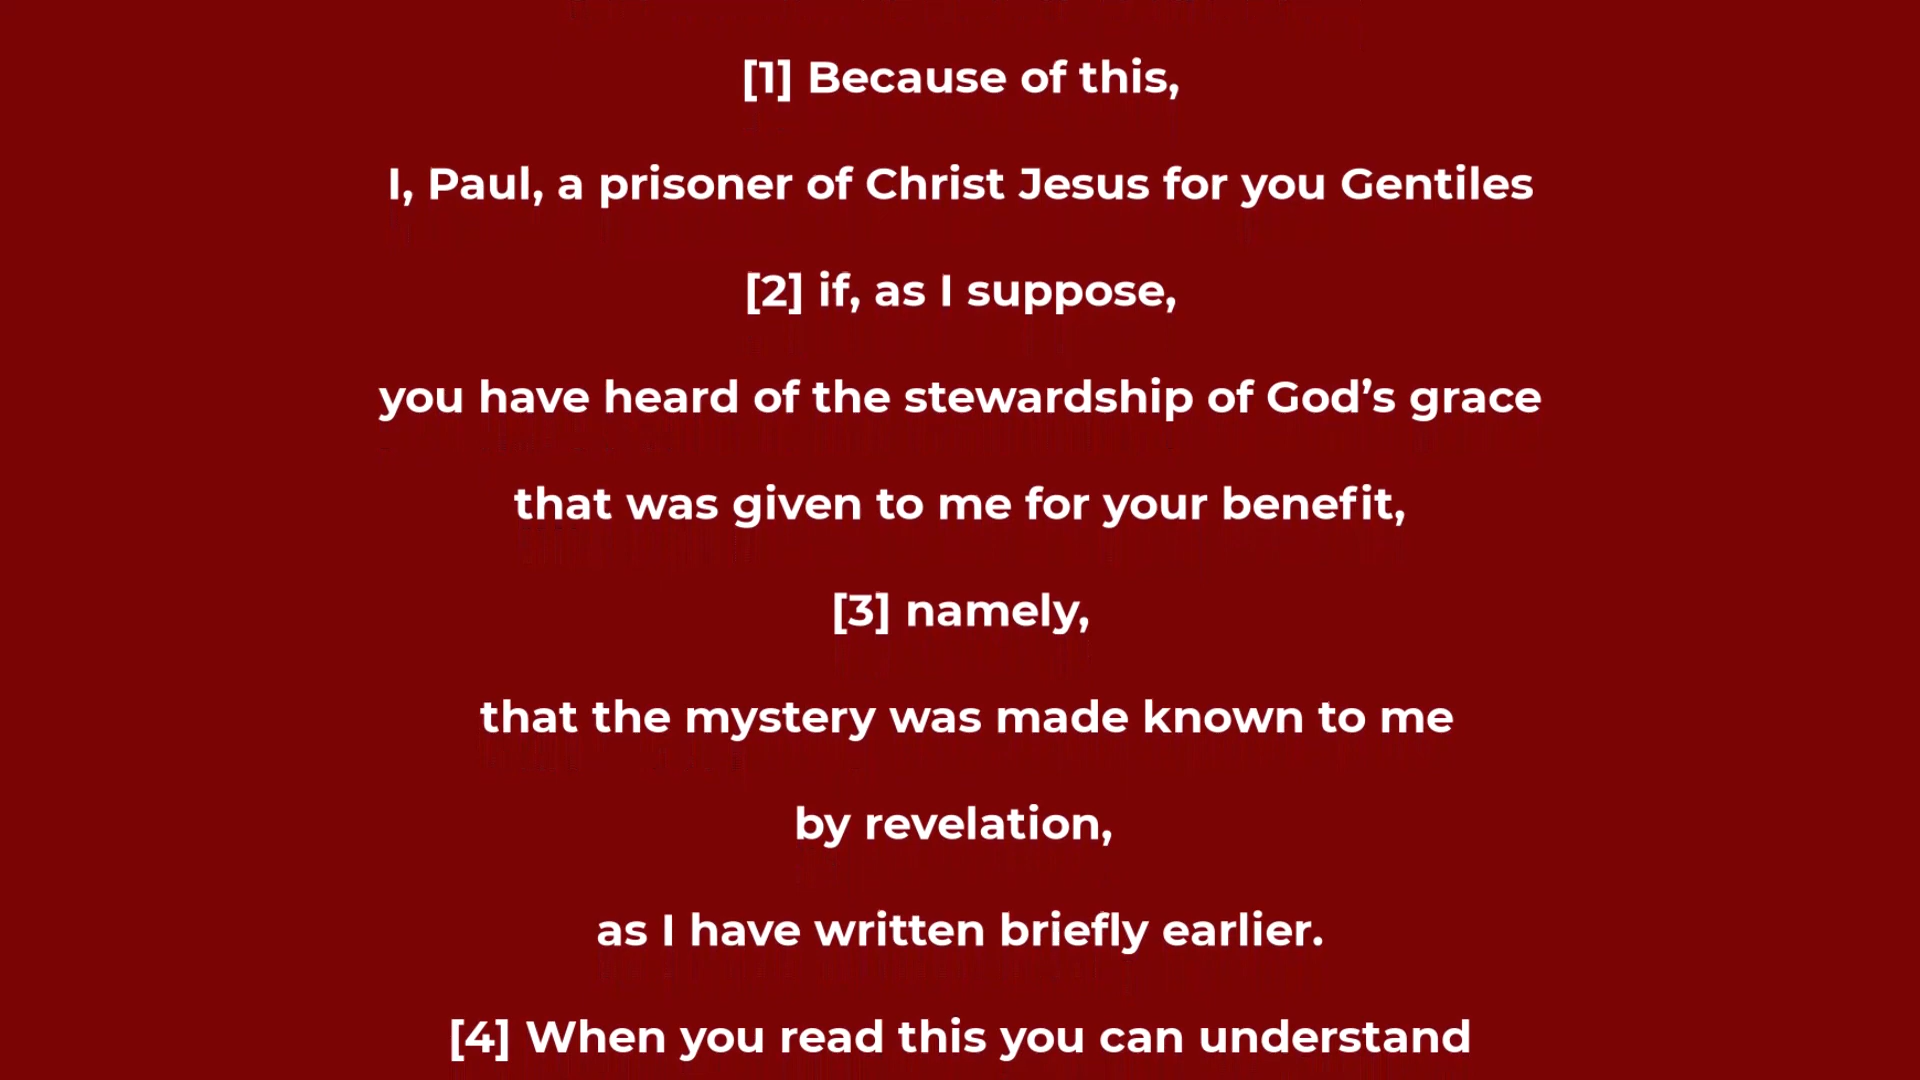 [1] Because of this,
I, Paul, a prisoner of Christ Jesus for you Gentiles
[2] if, as I suppose,
you have heard of the stewardship of God’s grace
that was given to me for your benefit,
[3] namely,
that the mystery was made known to me
by revelation,
as I have written briefly earlier.
[4] When you read this you can understand